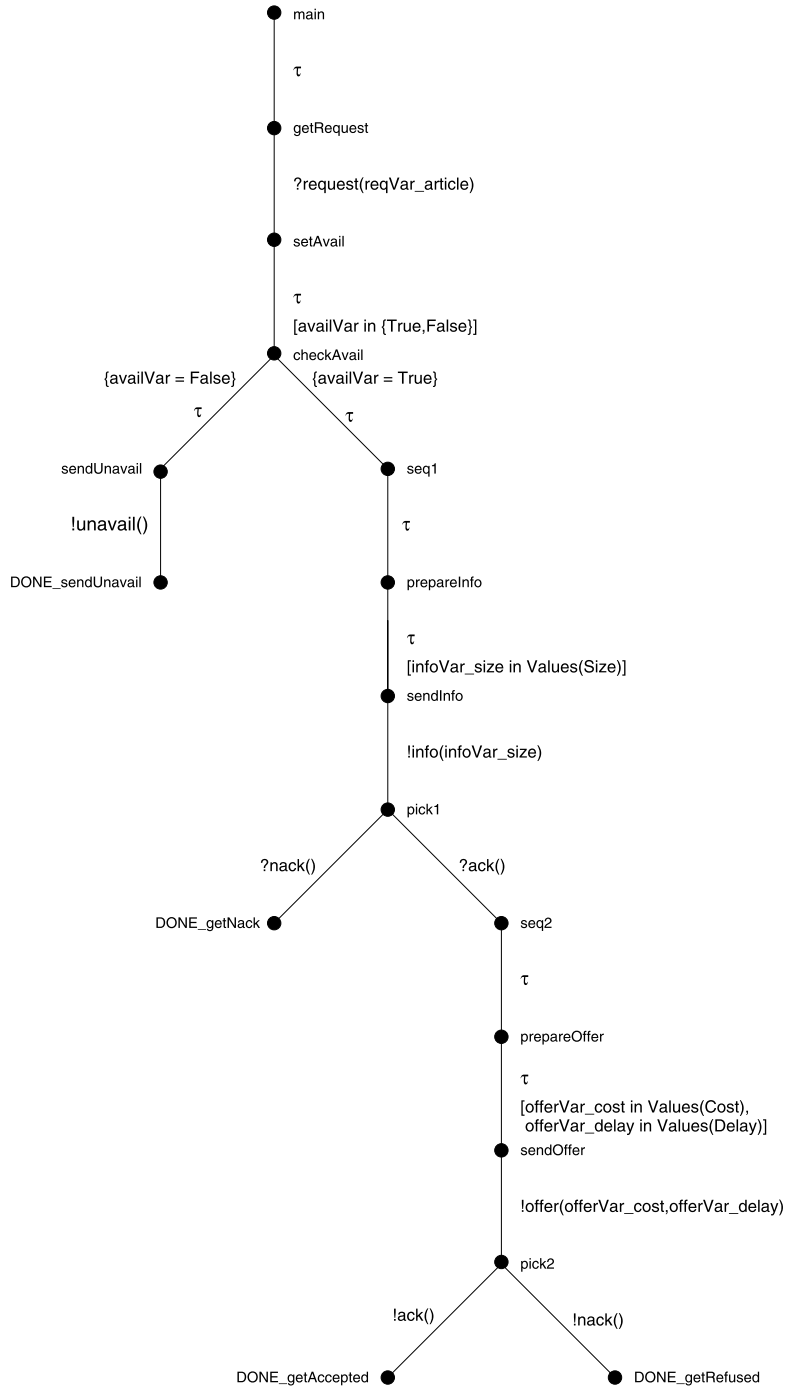 main
τ
getRequest
?request(reqVar_article)
setAvail
τ
[availVar in {True,False}]
checkAvail
{availVar = False}
{availVar = True}
τ
τ
sendUnavail
seq1
!unavail()
τ
DONE_sendUnavail
prepareInfo
τ
[infoVar_size in Values(Size)]
sendInfo
!info(infoVar_size)
pick1
?nack()
?ack()
DONE_getNack
seq2
τ
prepareOffer
τ
[offerVar_cost in Values(Cost),
offerVar_delay in Values(Delay)]
sendOffer
!offer(offerVar_cost,offerVar_delay)
pick2
!ack()
!nack()
DONE_getAccepted
DONE_getRefused